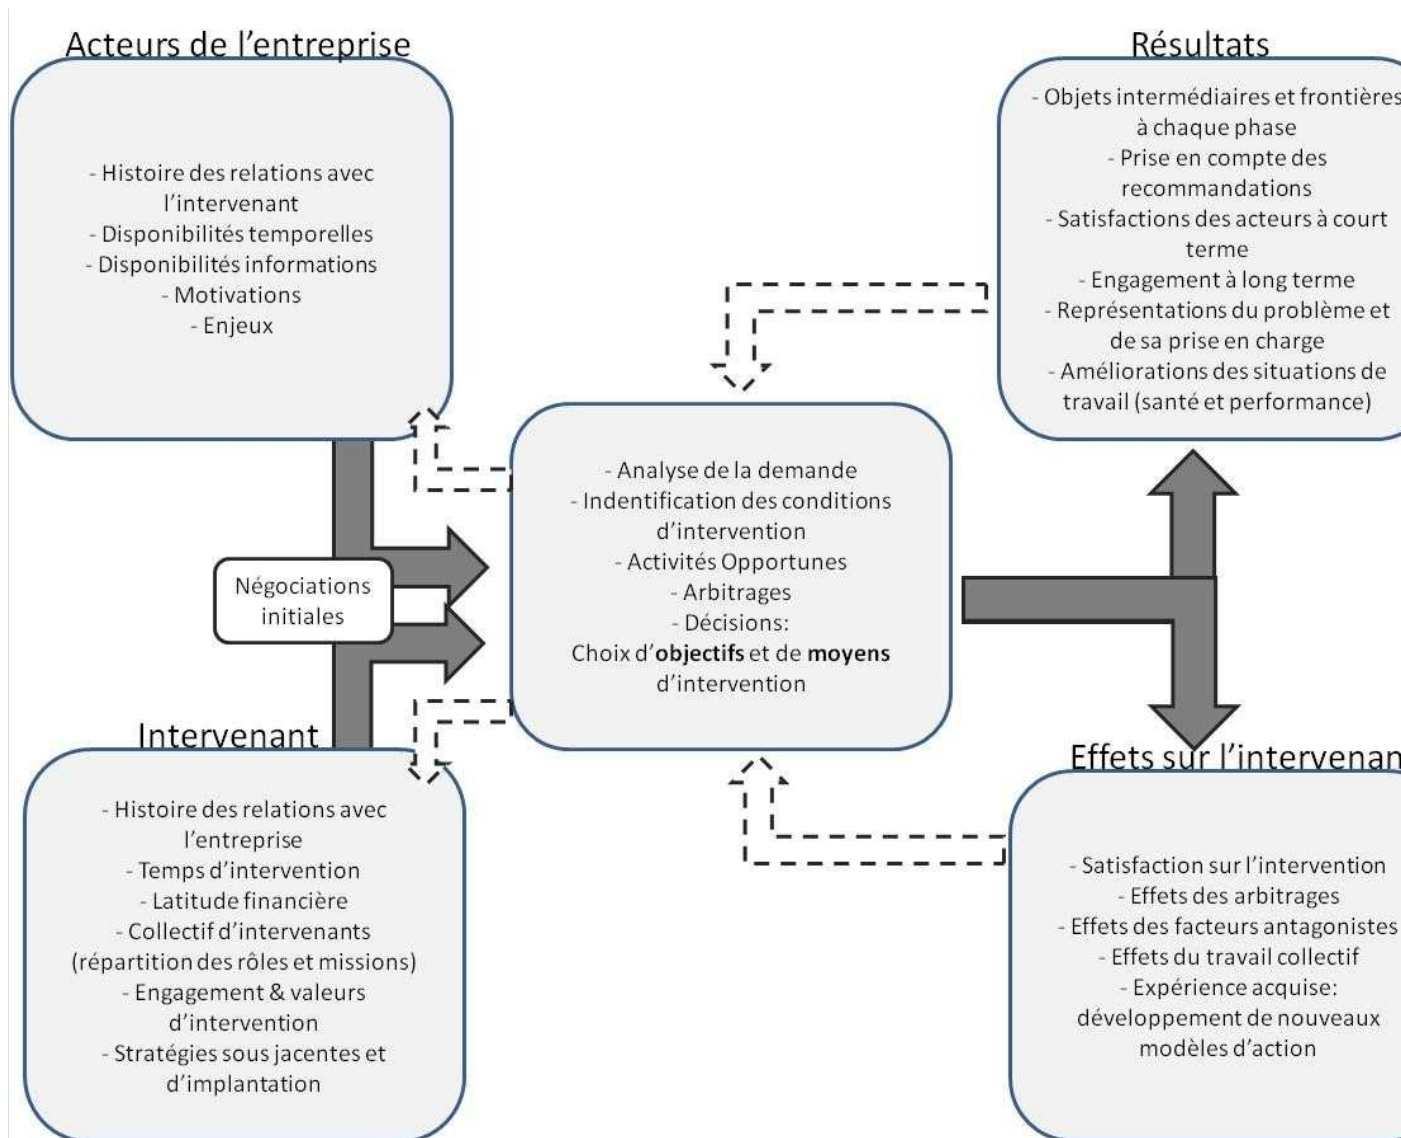 Acteurs de l'entreprise
- Histoire des relations avec
l'intervenant
- Disponibilités temporelles
- Disponibilités informations
- Motivations
- Enjeux
Résultats
- Objets intermédiaires et frontières
à chaque phase
- Prise en compte des
recommandations
- Satisfactions des acteurs à court
terme
- Engagement à long terme
- Représentations du problème et
de sa prise en charge
- Améliorations des situations de
travail (santé et performance)
Négociations
initiales
- Analyse de la demande
- Indentification des conditions
d'intervention
- Activités Opportunes
- Arbitrages
- Décisions:
Choix d'objectifs et de moyens
d'intervention
Intervenant
- Histoire des relations avec
l'entreprise
- Temps d'intervention
- Latitude financière
- Collectif d'intervenants
(répartition des rôles et missions)
- Engagement & valeurs
d'intervention
- Stratégies sous jacentes et
d'implantation
Effets sur l'intervenan
- Satisfaction sur l'intervention
- Effets des arbitrages
- Effets des facteurs antagonistes
- Effets du travail collectif
- Expérience acquise:
développement de nouveaux
modèles d'action